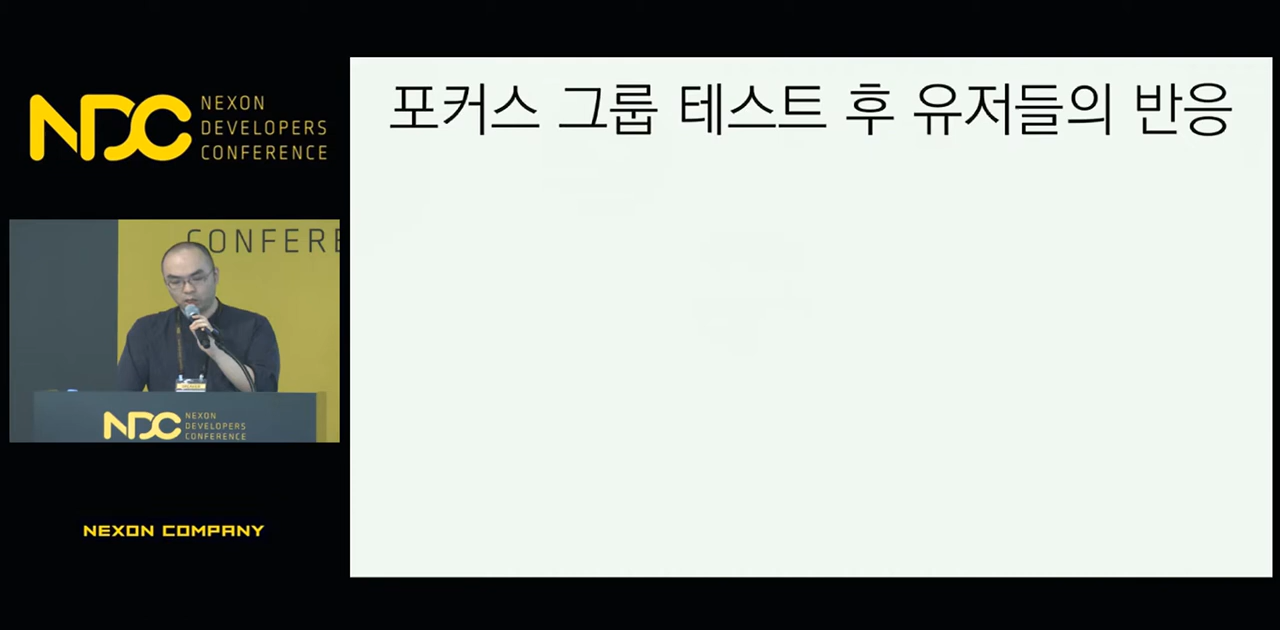 NDC
NEXON
DEVELOPERS
CONFERENCE
포커스 그룹 테스트 후 유저들의 반응
CONFERE
NDC
NEXON
DEVELOPERS
CONFERENCE
NEXON COMPANY